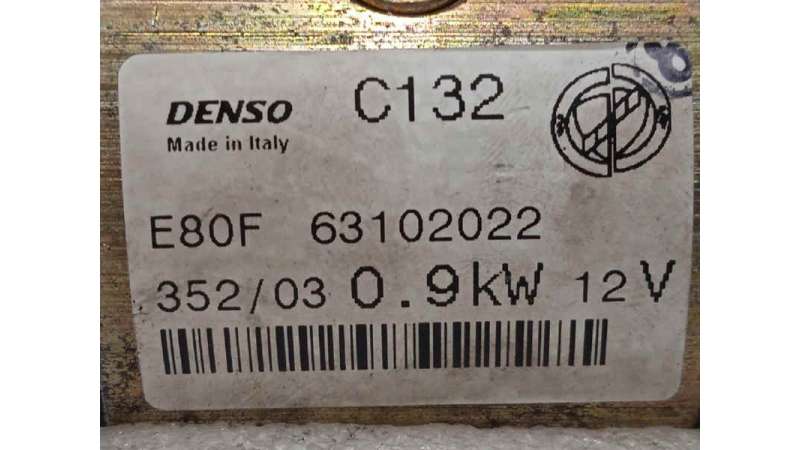 DENSO C132
Made in Italy
E80F 63102022
352/03 0.9kW 12V